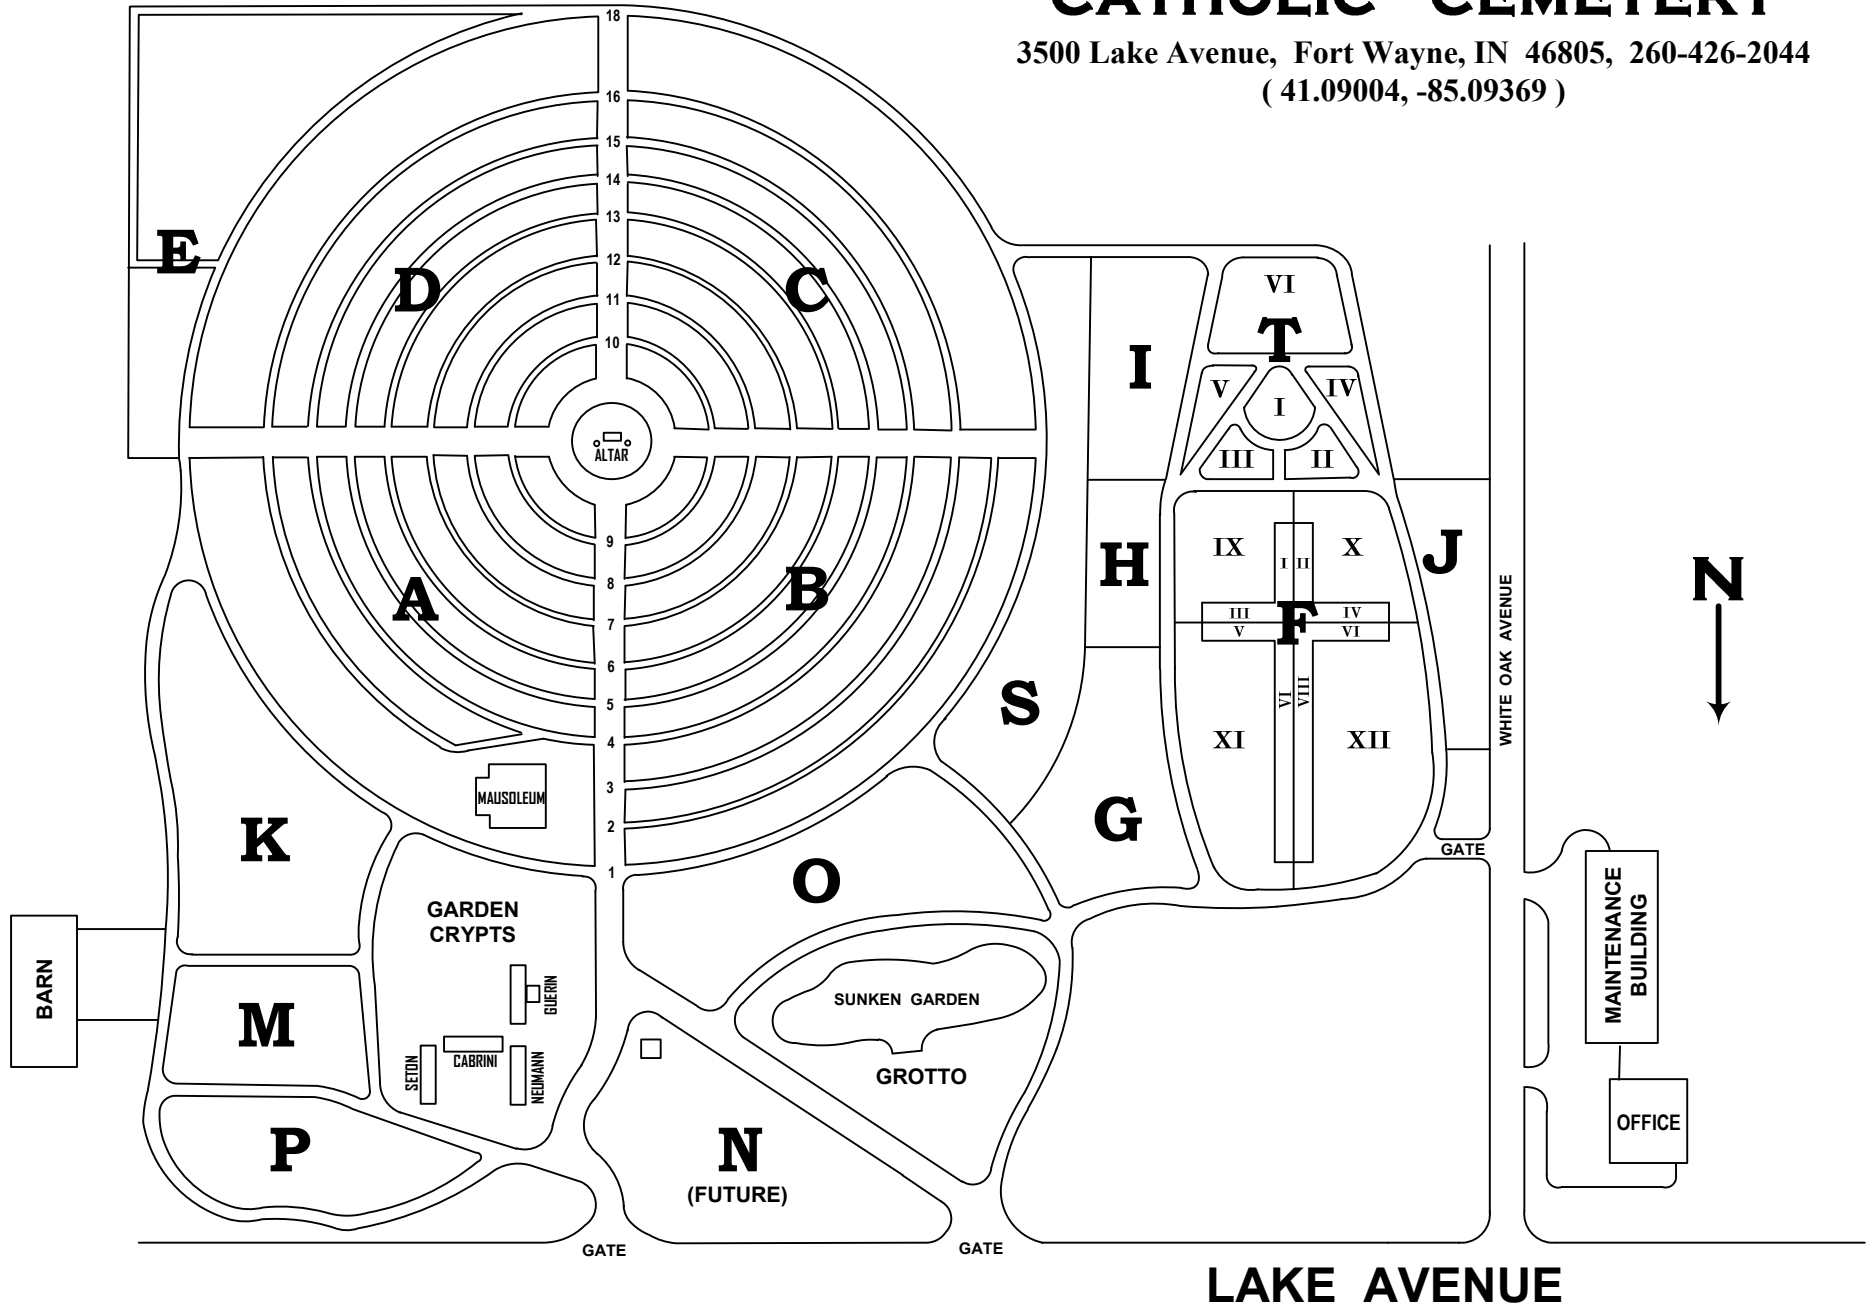 CATHOLIC CEMETERY
3500 Lake Avenue, Fort Wayne, IN 46805, 260-426-2044
( 41.09004, -85.09369 )
18
16
15
14
13
12
11
10
E
D
C
ALTAR
9
8
7
6
5
4
3
2
1
A
B
MAUSOLEUM
I
VI
T
V
IV
I
III
II
H
IX
X
I
II
III
IV
V
VI
F
VI
VIII
XI
XII
J
S
G
GATE
WHITE OAK AVENUE
N
K
O
GARDEN
CRYPTS
GUERIN
SETON
CABRINI
NEUMANN
BARN
M
P
SUNKEN GARDEN
GROTTO
N
(FUTURE)
MAINTENANCE
BUILDING
OFFICE
GATE
GATE
LAKE AVENUE